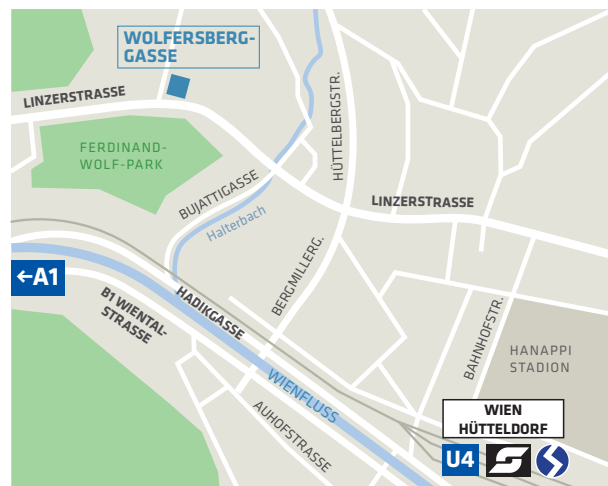 WOLFERSBERG-
GASSE
LINZERSTRASSE
FERDINAND-
WOLF-PARK
BUJATTIGASSE
Halterbach
HÜTTELBERGSTR.
LINZERSTRASSE
←A1
B1 WIENTAL-
STRASSE
HADIKGASSE
BERGMILLERG.
WIENFLUSS
AUHOFSTRASSE
BAHNHOFSTR.
HANAPPI
STADION
WIEN
HÜTTELDORF
U4